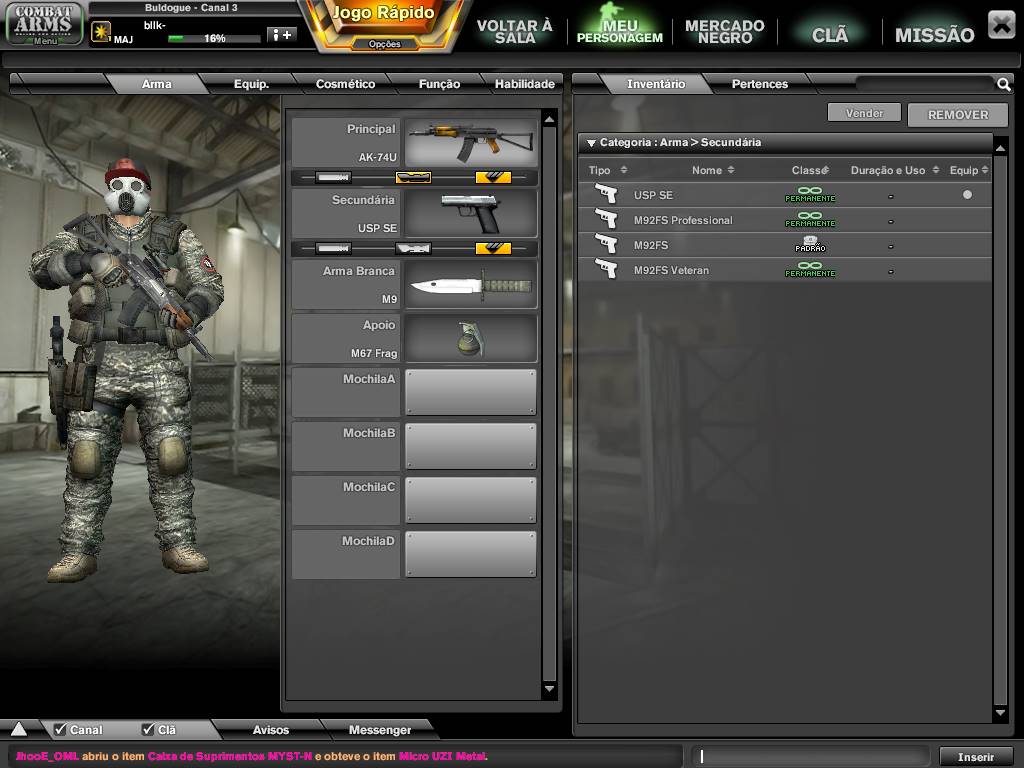 COMBAT ARMS
Menu
Buldogue - Canal 3
MAJ
bllk-
16%
Jogo Rápido
Opções
VOLTAR À SALA
MEU PERSONAGEM
MERCADO NEGRO
CLÃ
MISSÃO
Arma
Equip.
Cosmético
Função
Habilidade
Inventário
Pertences
Vender
REMOVER
Principal
AK-74U
Secundária
USP SE
Arma Branca
M9
Apoio
M67 Frag
MochilaA
MochilaB
MochilaC
MochilaD
Categoria : Arma > Secundária
Tipo Nome Classe Duração e Uso Equip
USP SE PERMANENTE -
M92FS Professional PERMANENTE -
M92FS PADRÃO -
M92FS Veteran PERMANENTE -
Canal
Clã
Avisos
Messenger
JhooE_OML abriu o item Caixa de Suprimentos MYST-N e obteve o item Micro UZI Metal.
Inserir